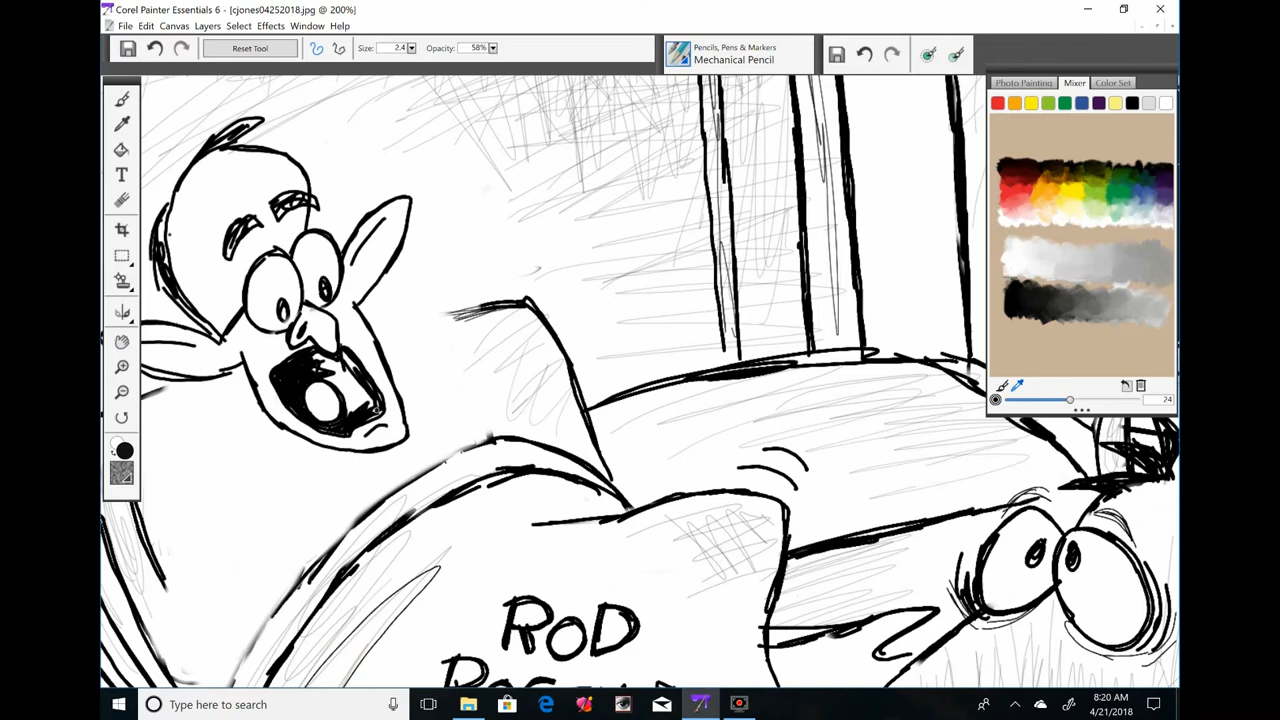 Corel Painter Essentials 6 - [cjones04252018.jpg @ 200%]
File Edit Canvas Layers Select Effects Window Help
Reset Tool Size: 2.4 Opacity: 58%
Pencils, Pens & Markers
Mechanical Pencil
Photo Painting Mixer Color Set
24
ROD
Type here to search
8:20 AM
4/21/2018